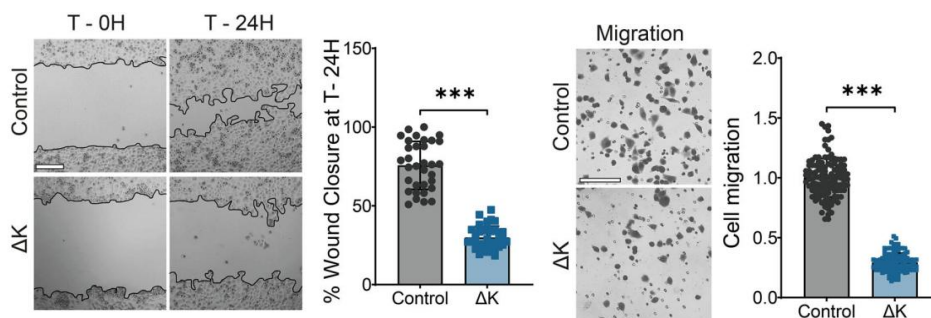 T - 0H
T - 24H
Control
ΔK
% Wound Closure at T- 24H
150
100
50
0
***
Control
ΔK
Migration
Control
ΔK
Cell migration
2.0
1.5
1.0
0.5
0.0
***
Control
ΔK